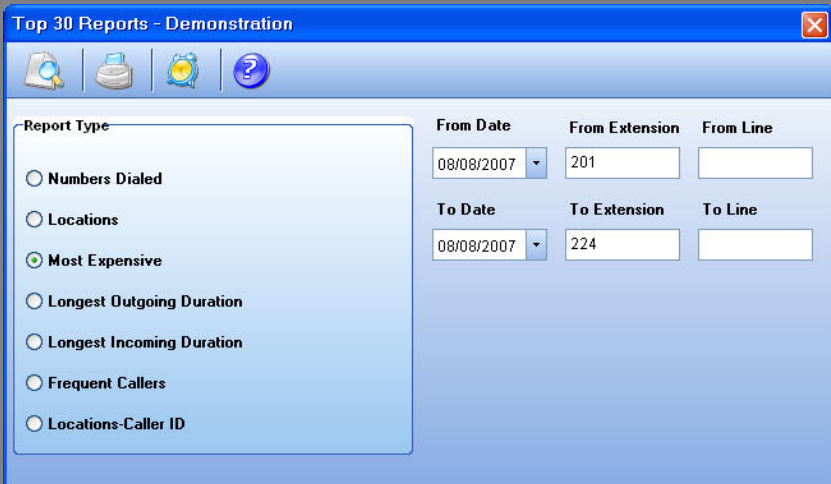 Top 30 Reports - Demonstration
?
Report Type
Numbers Dialed
Locations
Most Expensive
Longest Outgoing Duration
Longest Incoming Duration
Frequent Callers
Locations-Caller ID
From Date
From Extension
From Line
08/08/2007
201
To Date
To Extension
To Line
08/08/2007
224